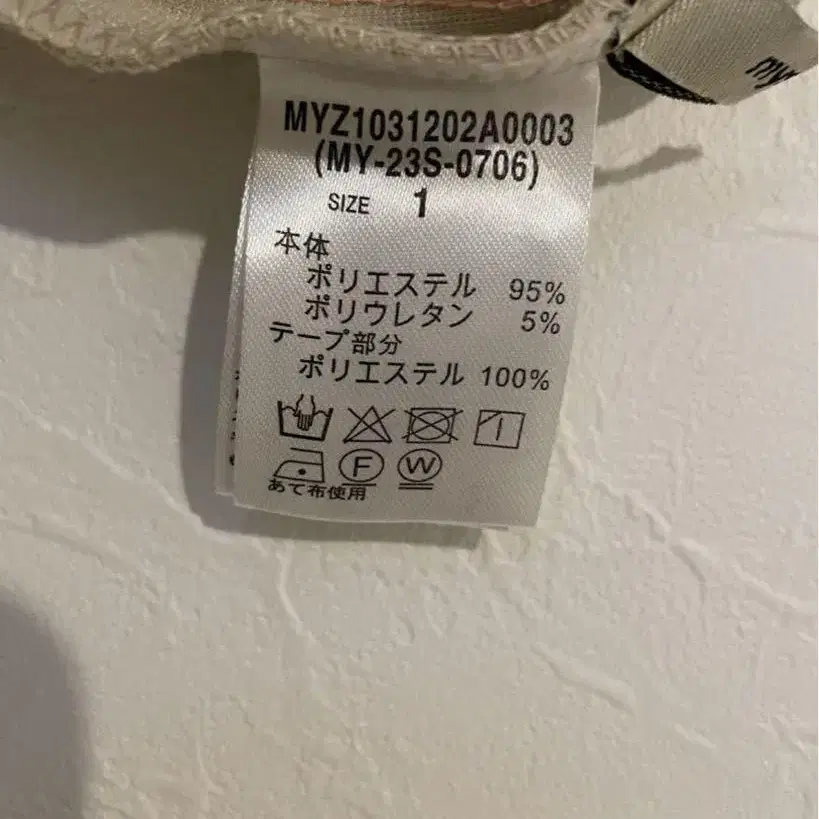 MYZ1031202A0003
(MY-23S-0706)
SIZE 1
本体
ポリエステル 95%
ポリウレタン 5%
テープ部分
ポリエステル 100%
F W
あて布使用
my